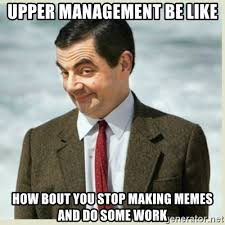 UPPER MANAGEMENT BE LIKE
HOW BOUT YOU STOP MAKING MEMES
AND DO SOME WORK
generator.net